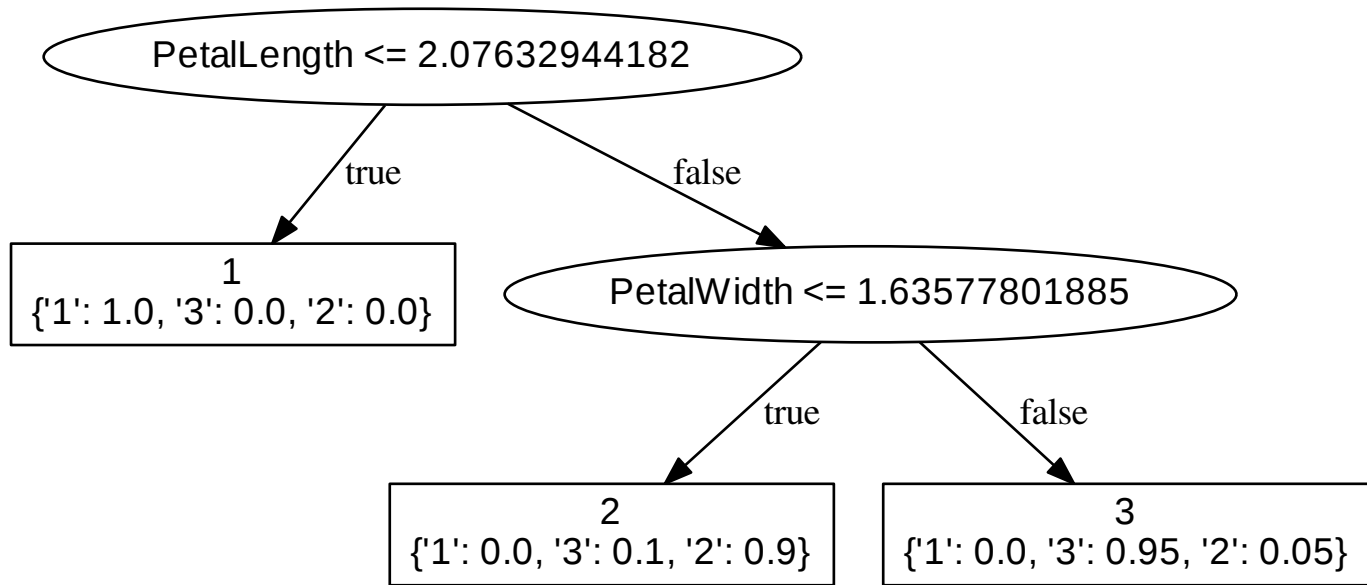 PetalLength <= 2.07632944182
true
false
1
{'1': 1.0, '3': 0.0, '2': 0.0}
PetalWidth <= 1.63577801885
true
false
2
{'1': 0.0, '3': 0.1, '2': 0.9}
3
{'1': 0.0, '3': 0.95, '2': 0.05}